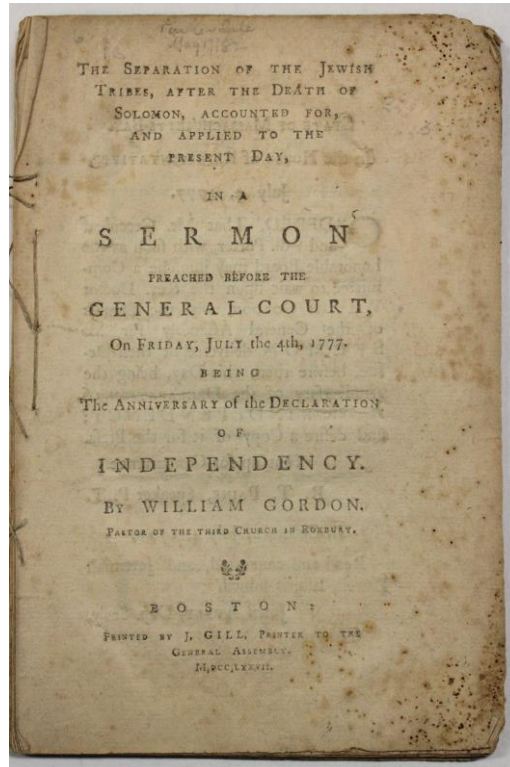 THE SEPARATION OF THE JEWISH
TRIBES, AFTER THE DEATH OF
SOLOMON, ACCOUNTED FOR,
AND APPLIED TO THE
PRESENT DAY,
IN A
SERMON
PREACHED BEFORE THE
GENERAL COURT,
On FRIDAY, JULY the 4th, 1777.
BEING
The ANNIVERSARY of the DECLARATION
OF
INDEPENDENCY.
BY WILLIAM GORDON.
PASTOR OF THE THIRD CHURCH IN ROXBURY.
BOSTON:
PRINTED BY J. GILL, PRINTER TO THE
GENERAL ASSEMBLY.
M,DCC,LXXVII.